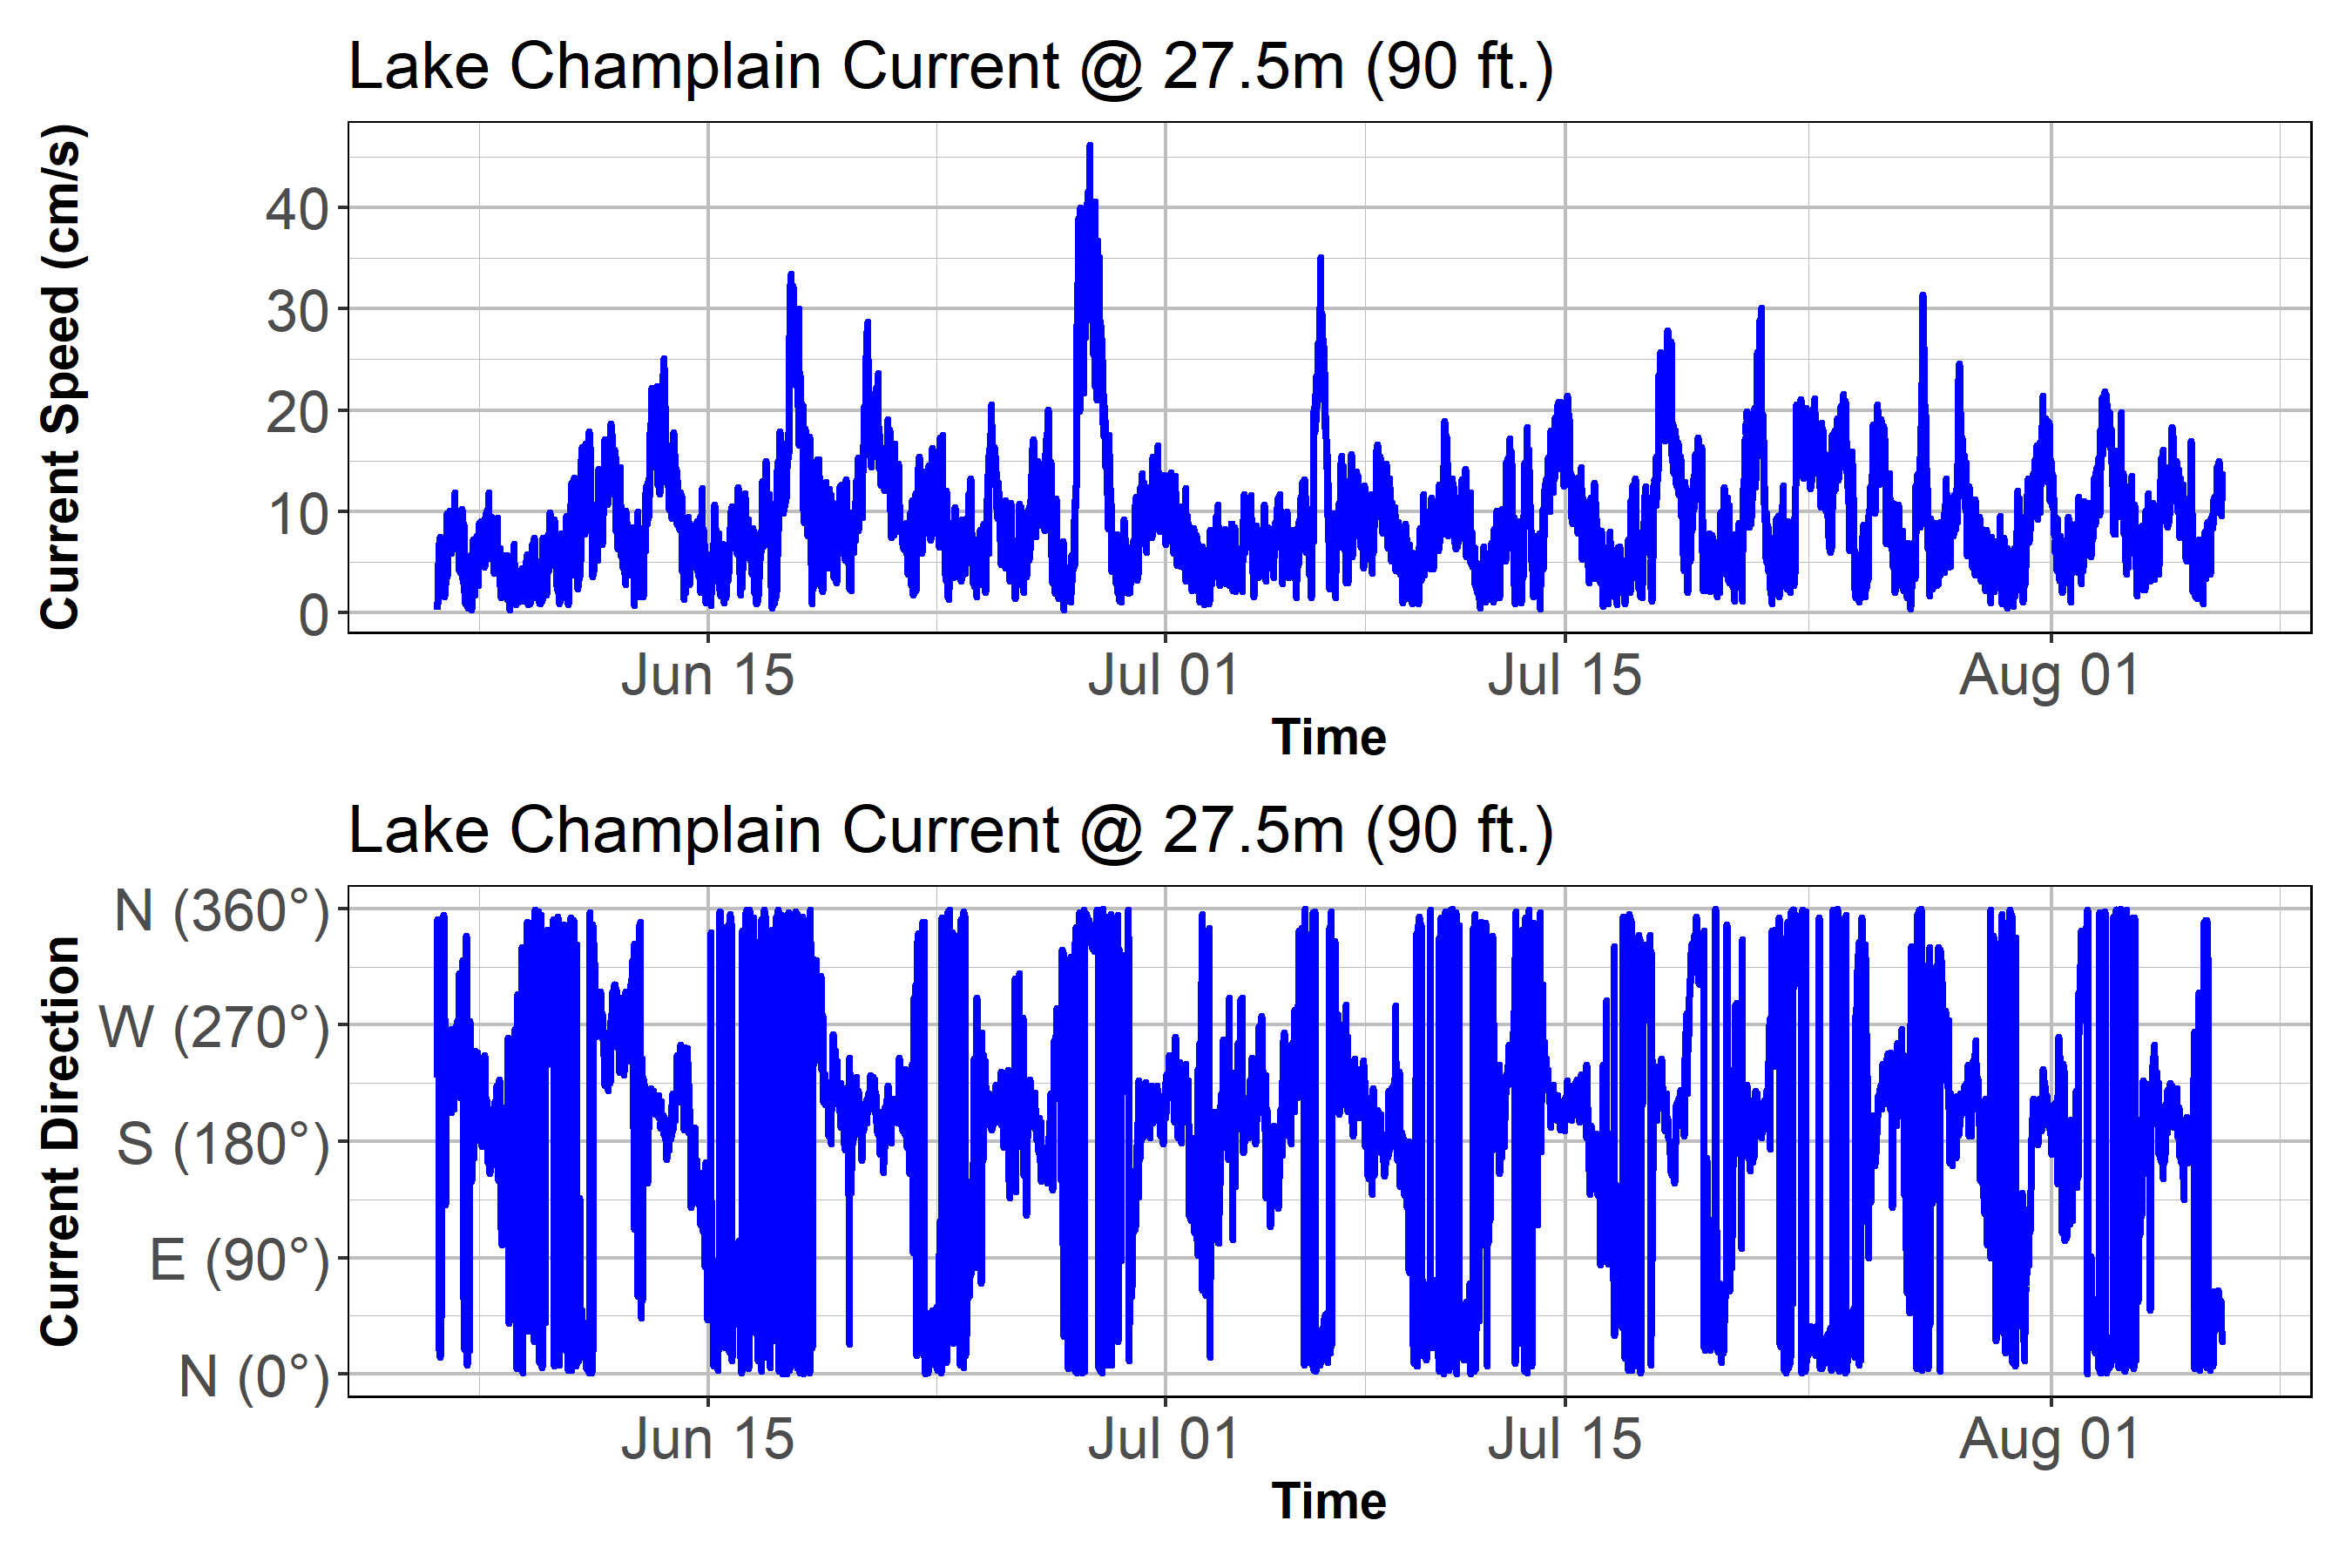 Lake Champlain Current @ 27.5m (90 ft.)
Current Speed (cm/s)
40
30
20
10
0
Jun 15 Jul 01 Jul 15 Aug 01
Time
Lake Champlain Current @ 27.5m (90 ft.)
Current Direction
N (360°)
W (270°)
S (180°)
E (90°)
N (0°)
Jun 15 Jul 01 Jul 15 Aug 01
Time